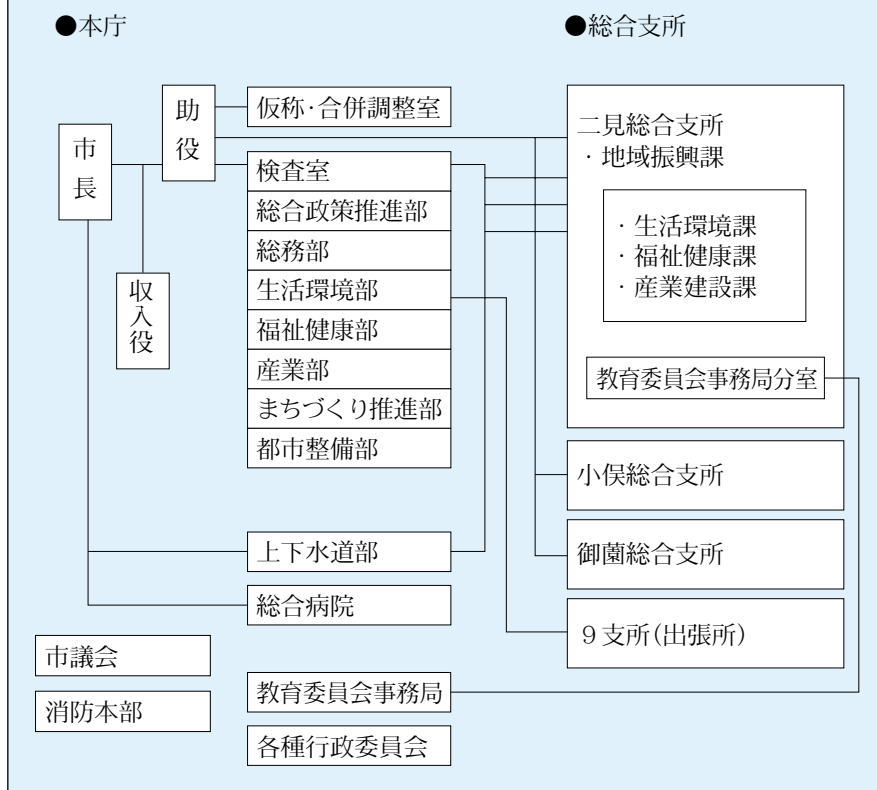 ●本庁
●総合支所
市長
助役
収入役
仮称・合併調整室
検査室
総合政策推進部
総務部
生活環境部
福祉健康部
産業部
まちづくり推進部
都市整備部
上下水道部
総合病院
市議会
消防本部
教育委員会事務局
各種行政委員会
二見総合支所
・地域振興課
・生活環境課
・福祉健康課
・産業建設課
教育委員会事務局分室
小俣総合支所
御薗総合支所
９支所(出張所)